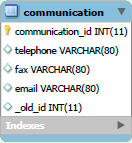 communication
communication_id INT(11)
telephone VARCHAR(80)
fax VARCHAR(80)
email VARCHAR(80)
_old_id INT(11)
Indexes